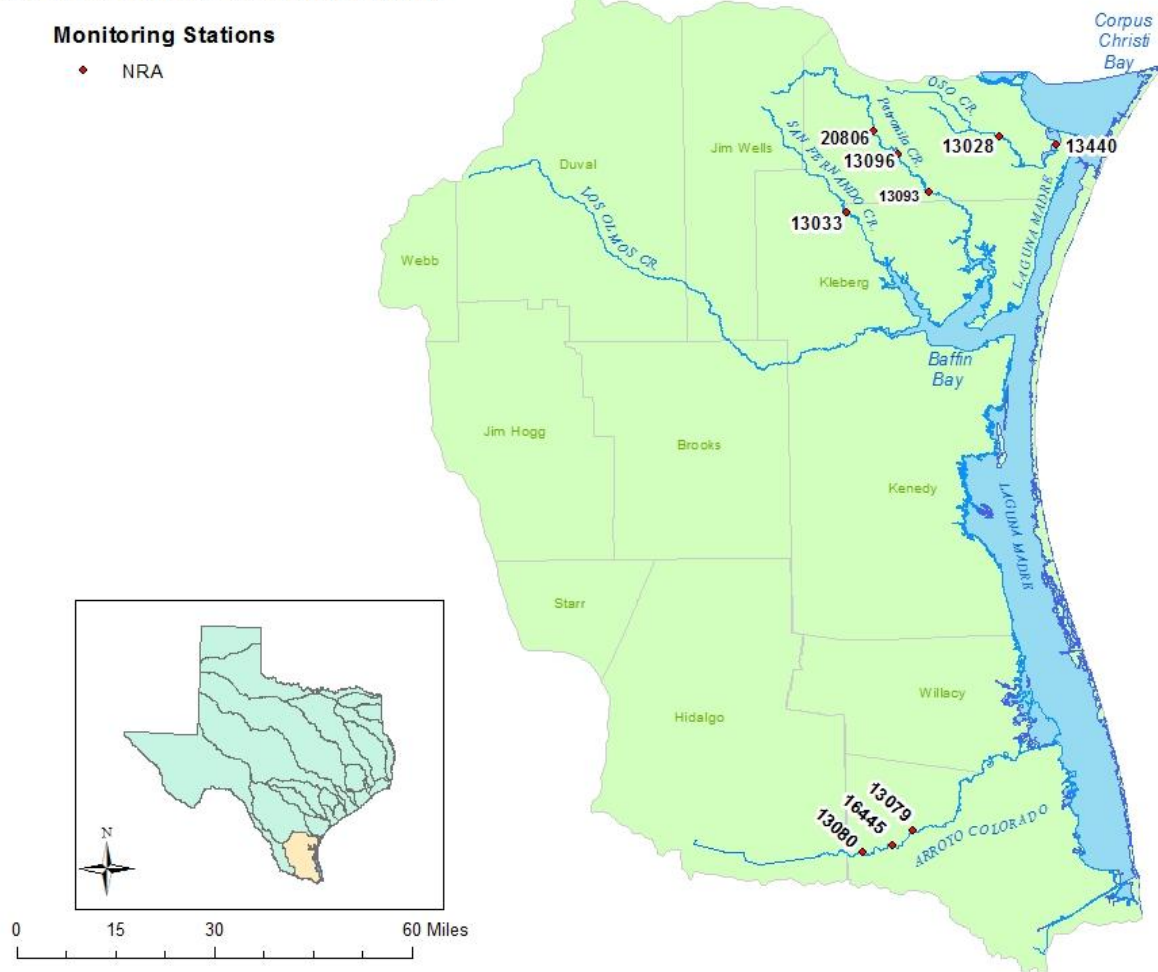 Monitoring Stations
NRA
Corpus
Christi
Bay
OSO CR.
Petronila CR.
SAN FERNANDO CR.
20806
13096
13028
13440
Duval
Jim Wells
LOS OLMOS CR.
13093
13033
LAGUNA MADRE
Webb
Kleberg
Baffin
Bay
Jim Hogg
Brooks
Kenedy
LAGUNA MADRE
Starr
Willacy
Hidalgo
13079
16445
13080
ARROYO COLORADO
N
0 15 30 60 Miles